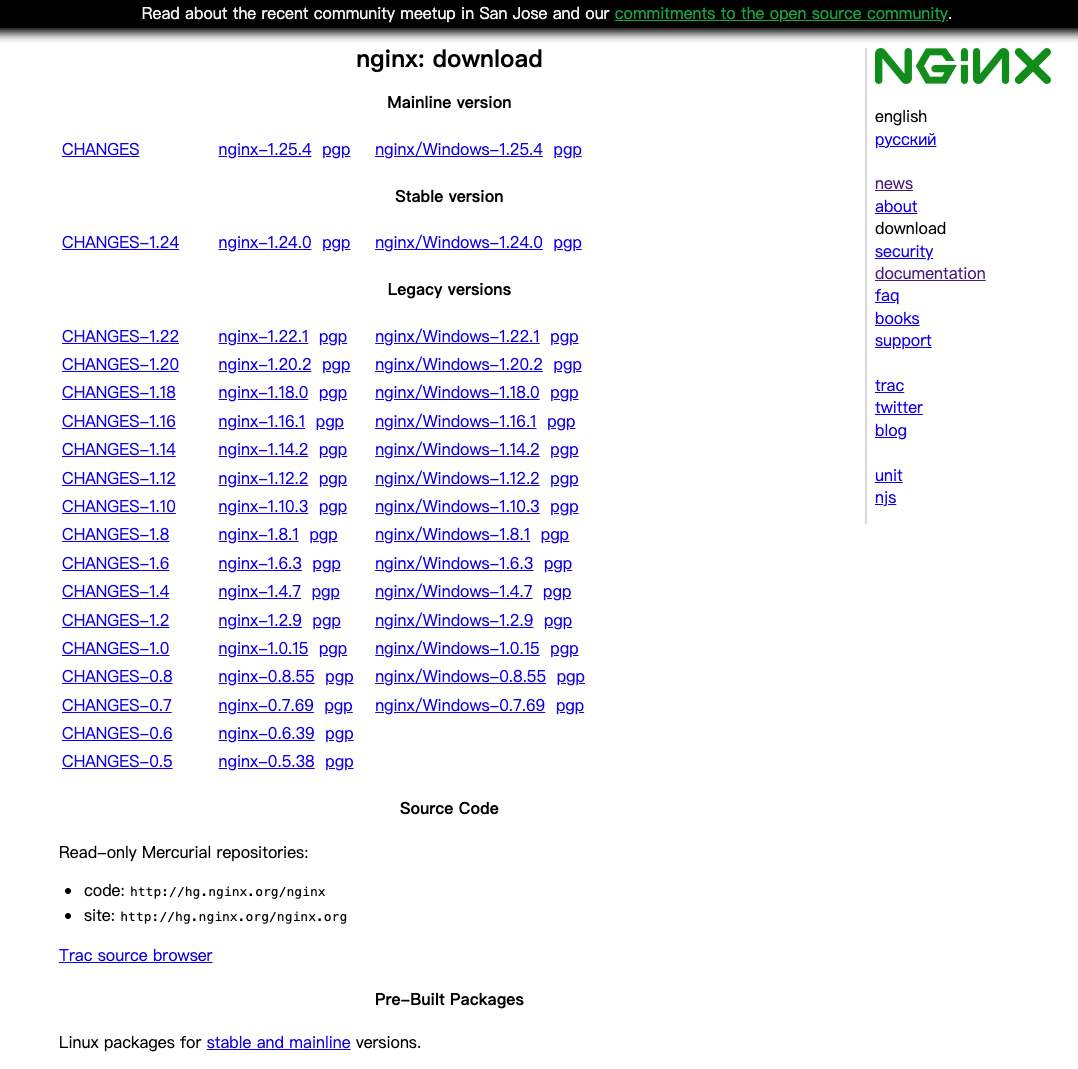 Read about the recent community meetup in San Jose and our commitments to the open source community.
nginx: download
Mainline version
CHANGES nginx-1.25.4 pgp nginx/Windows-1.25.4 pgp
Stable version
CHANGES-1.24 nginx-1.24.0 pgp nginx/Windows-1.24.0 pgp
Legacy versions
CHANGES-1.22 nginx-1.22.1 pgp nginx/Windows-1.22.1 pgp
CHANGES-1.20 nginx-1.20.2 pgp nginx/Windows-1.20.2 pgp
CHANGES-1.18 nginx-1.18.0 pgp nginx/Windows-1.18.0 pgp
CHANGES-1.16 nginx-1.16.1 pgp nginx/Windows-1.16.1 pgp
CHANGES-1.14 nginx-1.14.2 pgp nginx/Windows-1.14.2 pgp
CHANGES-1.12 nginx-1.12.2 pgp nginx/Windows-1.12.2 pgp
CHANGES-1.10 nginx-1.10.3 pgp nginx/Windows-1.10.3 pgp
CHANGES-1.8 nginx-1.8.1 pgp nginx/Windows-1.8.1 pgp
CHANGES-1.6 nginx-1.6.3 pgp nginx/Windows-1.6.3 pgp
CHANGES-1.4 nginx-1.4.7 pgp nginx/Windows-1.4.7 pgp
CHANGES-1.2 nginx-1.2.9 pgp nginx/Windows-1.2.9 pgp
CHANGES-1.0 nginx-1.0.15 pgp nginx/Windows-1.0.15 pgp
CHANGES-0.8 nginx-0.8.55 pgp nginx/Windows-0.8.55 pgp
CHANGES-0.7 nginx-0.7.69 pgp nginx/Windows-0.7.69 pgp
CHANGES-0.6 nginx-0.6.39 pgp
CHANGES-0.5 nginx-0.5.38 pgp
Source Code
Read-only Mercurial repositories:
• code: http://hg.nginx.org/nginx
• site: http://hg.nginx.org/nginx.org
Trac source browser
Pre-Built Packages
Linux packages for stable and mainline versions.
NGiNX
english
русский
news
about
download
security
documentation
faq
books
support
trac
twitter
blog
unit
njs